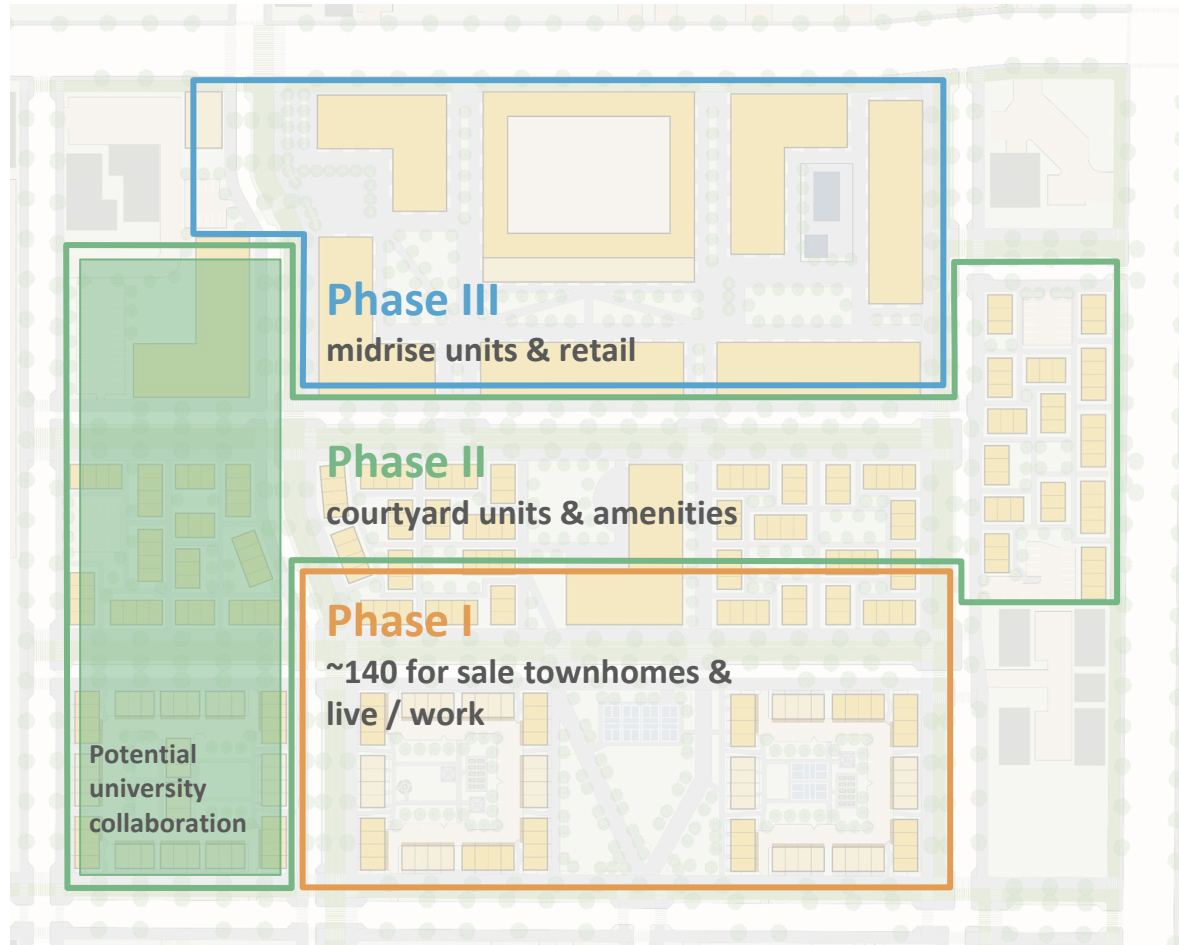 Phase III
midrise units & retail
Phase II
courtyard units & amenities
Phase I
~140 for sale townhomes &
live / work
Potential
university
collaboration